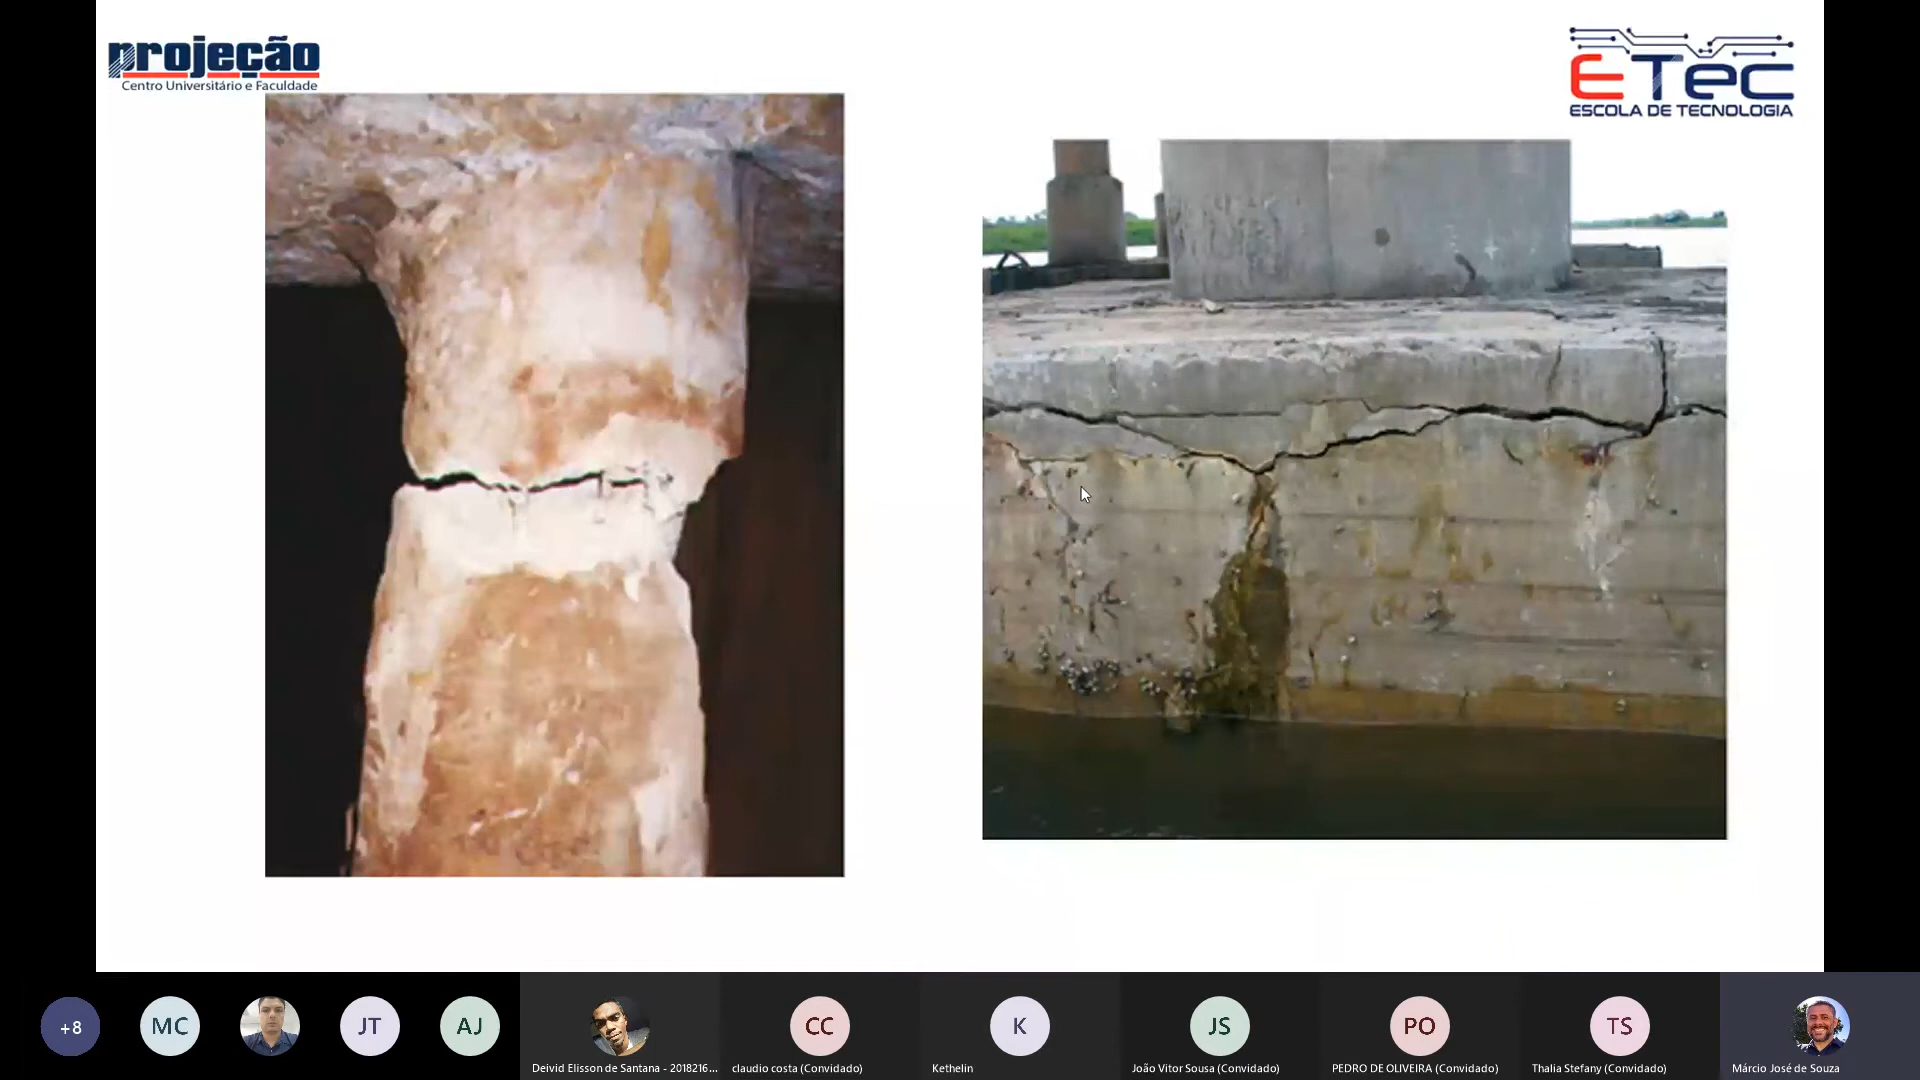 projeção
Centro Universitário e Faculdade
ETec
ESCOLA DE TECNOLOGIA
+8
MC
JT
AJ
CC
K
JS
PO
TS
Deivid Elisson de Santana - 2018216...
claudio costa (Convidado)
Kethelin
João Vitor Sousa (Convidado)
PEDRO DE OLIVEIRA (Convidado)
Thalia Stefany (Convidado)
Márcio José de Souza